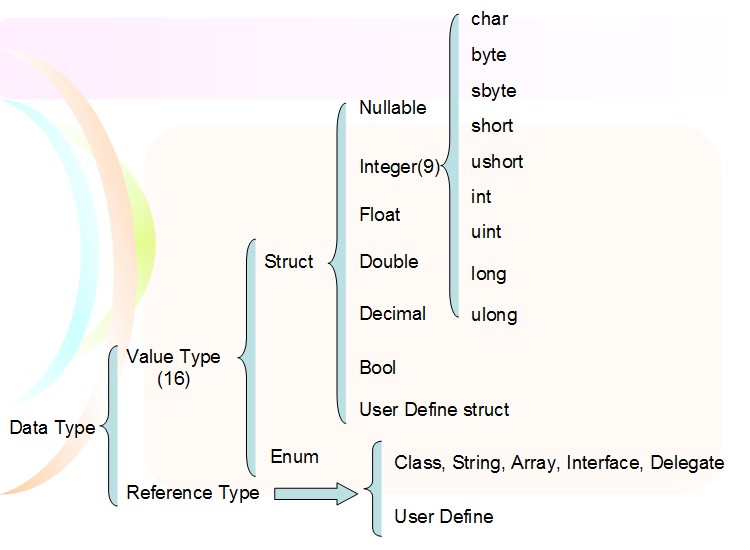 char
byte
Nullable
sbyte
short
Integer(9)
ushort
int
Float
uint
Struct
Double
long
Decimal
ulong
Value Type
(16)
Bool
User Define struct
Data Type
Enum
Class, String, Array, Interface, Delegate
Reference Type
User Define